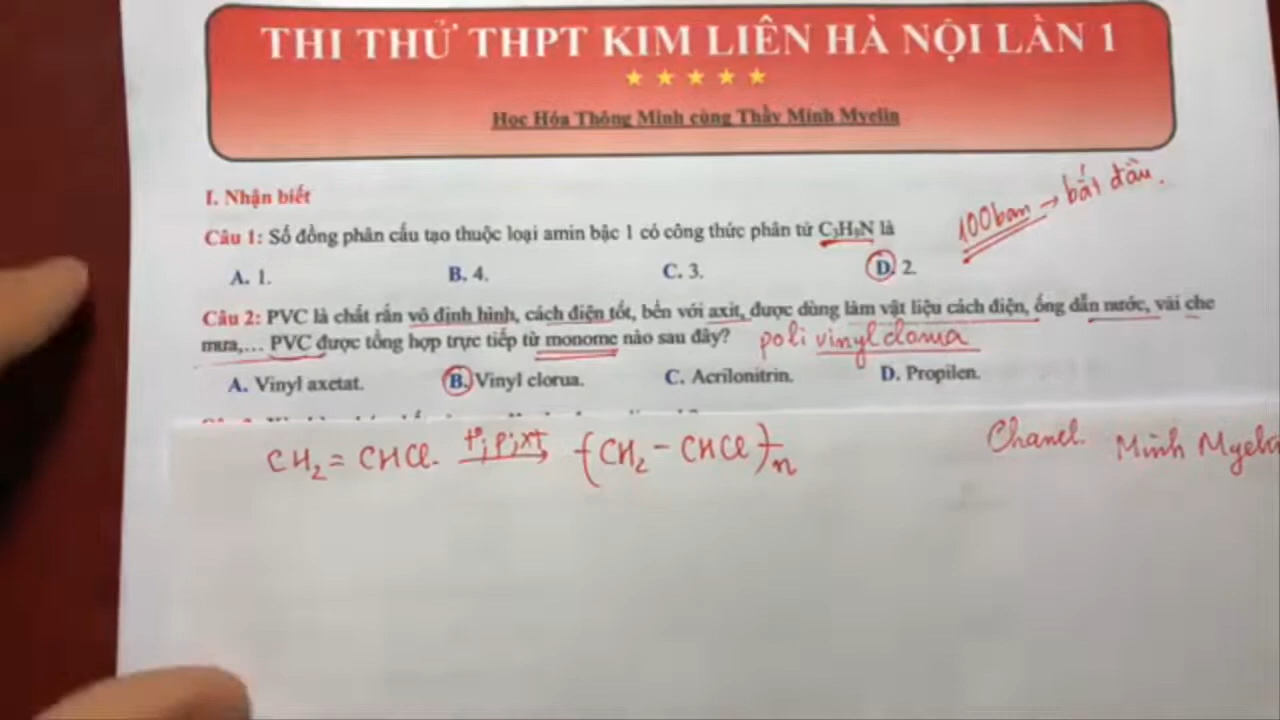 THI THỬ THPT KIM LIÊN HÀ NỘI LẦN 1
Học Hóa Thông Minh cùng Thầy Minh Myelin
I. Nhận biết
100 bạn → bắt đầu.
Câu 1: Số đồng phân cấu tạo thuộc loại amin bậc 1 có công thức phân tử C₃H₉N là
A. 1. B. 4. C. 3. D. 2.
Câu 2: PVC là chất rắn vô định hình, cách điện tốt, bền với axit, được dùng làm vật liệu cách điện, ống dẫn nước, vải che
mưa,... PVC được tổng hợp trực tiếp từ monome nào sau đây? poli vinyl clorua
A. Vinyl axetat. B. Vinyl clorua. C. Acrilonitrin. D. Propilen.
CH₂ = CHCl. t°, p, xt → (CH₂ - CHCl)n
Chanel. Minh